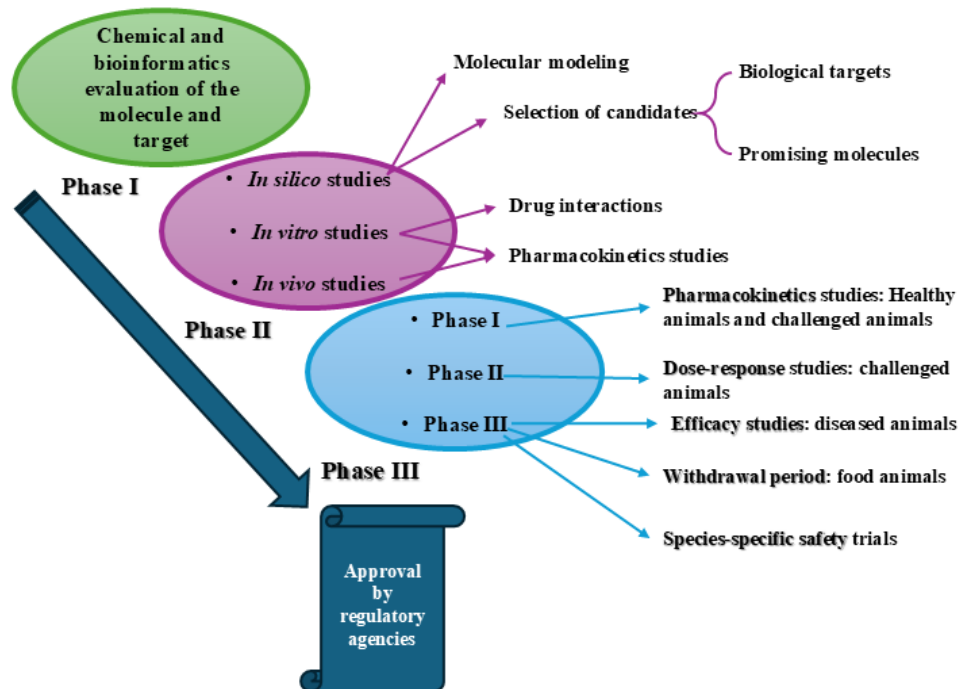 Chemical and
bioinformatics
evaluation of the
molecule and
target
Phase I
• In silico studies
• In vitro studies
• In vivo studies
Molecular modeling
Selection of candidates
Biological targets
Promising molecules
Drug interactions
Pharmacokinetics studies
Phase II
• Phase I
• Phase II
• Phase III
Pharmacokinetics studies: Healthy
animals and challenged animals
Dose-response studies: challenged
animals
Efficacy studies: diseased animals
Withdrawal period: food animals
Species-specific safety trials
Phase III
Approval
by
regulatory
agencies